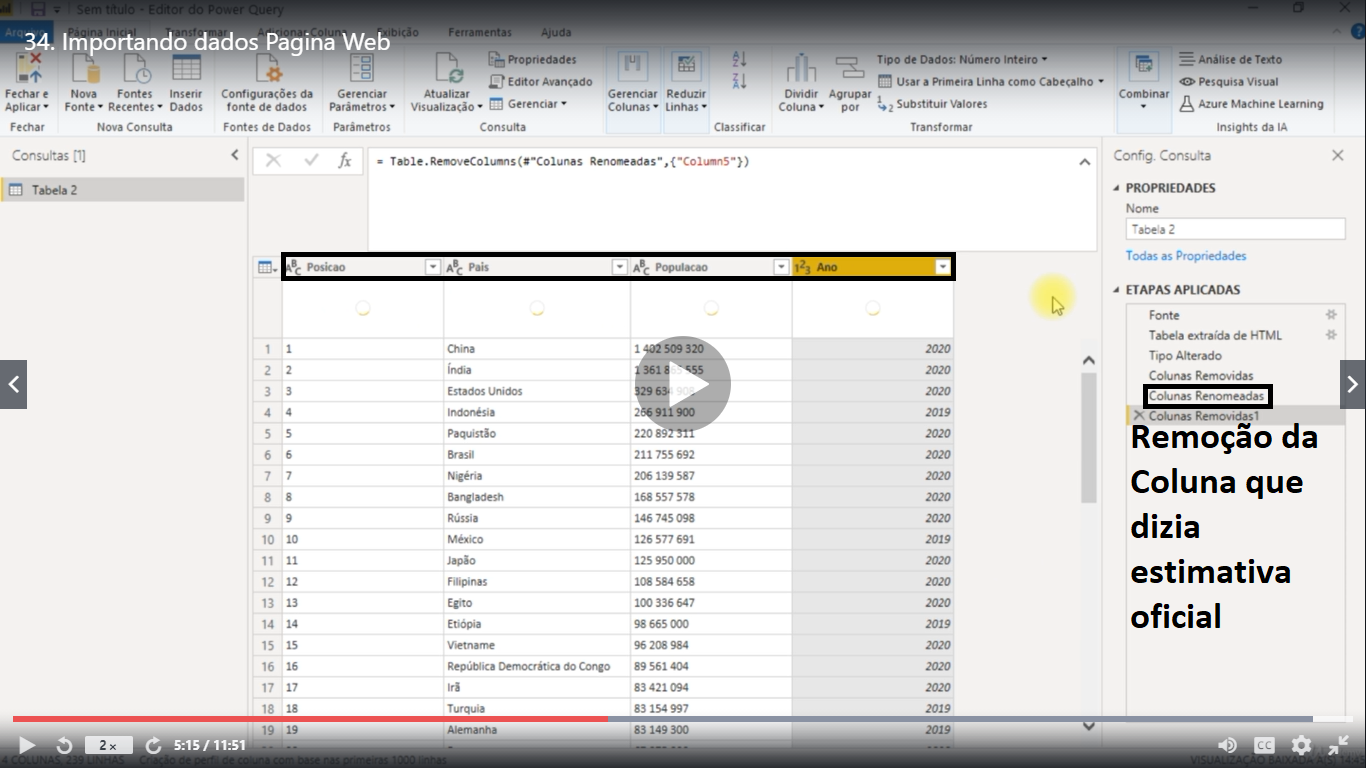 Sem título - Editor do Power Query
34. Importando dados Pagina Web
Arquivo Página Inicial Transformar Adicionar Coluna Exibição Ferramentas Ajuda
Fechar e Aplicar
Nova Fonte
Fontes Recentes
Inserir Dados
Configurações da fonte de dados
Gerenciar Parâmetros
Atualizar Visualização
Propriedades
Editor Avançado
Gerenciar
Gerenciar Colunas
Reduzir Linhas
Dividir Coluna
Agrupar por
Tipo de Dados: Número Inteiro
Usar a Primeira Linha como Cabeçalho
Substituir Valores
Combinar
Análise de Texto
Pesquisa Visual
Azure Machine Learning
Fechar Nova Consulta Fontes de Dados Parâmetros Consulta Classificar Transformar Insights da IA
Consultas [1]
Tabela 2
fx
= Table.RemoveColumns(#"Colunas Renomeadas",{"Column5"})
ABC Posicao ABC Pais ABC Populacao 123 Ano
1 1 China 1 402 509 320 2020
2 2 Índia 1 361 865 555 2020
3 3 Estados Unidos 329 634 908 2020
4 4 Indonésia 266 911 900 2019
5 5 Paquistão 220 892 311 2020
6 6 Brasil 211 755 692 2020
7 7 Nigéria 206 139 587 2020
8 8 Bangladesh 168 557 578 2020
9 9 Rússia 146 745 098 2020
10 10 México 126 577 691 2019
11 11 Japão 125 950 000 2020
12 12 Filipinas 108 584 658 2020
13 13 Egito 100 336 647 2020
14 14 Etiópia 98 665 000 2019
15 15 Vietname 96 208 984 2020
16 16 República Democrática do Congo 89 561 404 2020
17 17 Irã 83 421 094 2020
18 18 Turquia 83 154 997 2019
19 19 Alemanha 83 149 300 2019
Config. Consulta
PROPRIEDADES
Nome
Tabela 2
Todas as Propriedades
ETAPAS APLICADAS
Fonte
Tabela extraída de HTML
Tipo Alterado
Colunas Removidas
Colunas Renomeadas
Colunas Removidas1
Remoção da
Coluna que
dizia
estimativa
oficial
2x
5:15 / 11:51
CC
4 COLUNAS, 239 LINHAS Criação de perfil de coluna com base nas primeiras 1000 linhas
VISUALIZAÇÃO BAIXADA